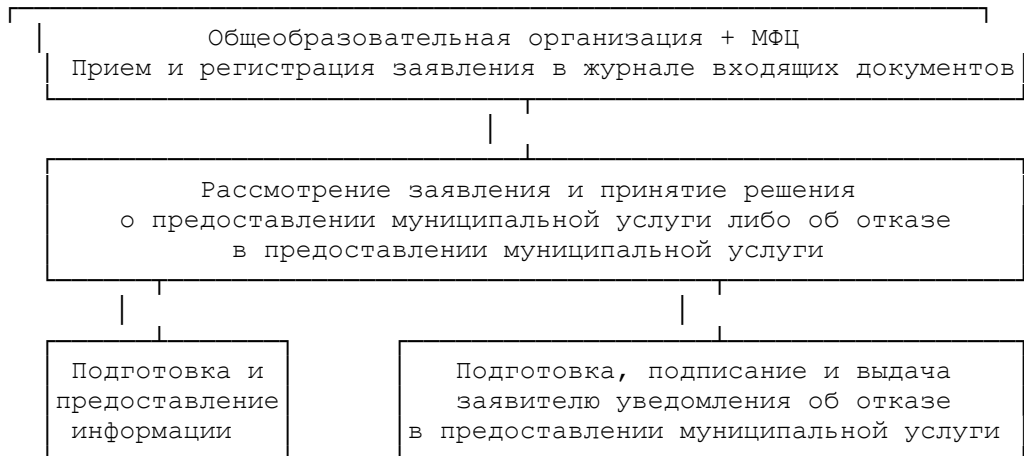 Общеобразовательная организация + МФЦ
Прием и регистрация заявления в журнале входящих документов
Рассмотрение заявления и принятие решения
о предоставлении муниципальной услуги либо об отказе
в предоставлении муниципальной услуги
Подготовка и
предоставление
информации
Подготовка, подписание и выдача
заявителю уведомления об отказе
в предоставлении муниципальной услуги